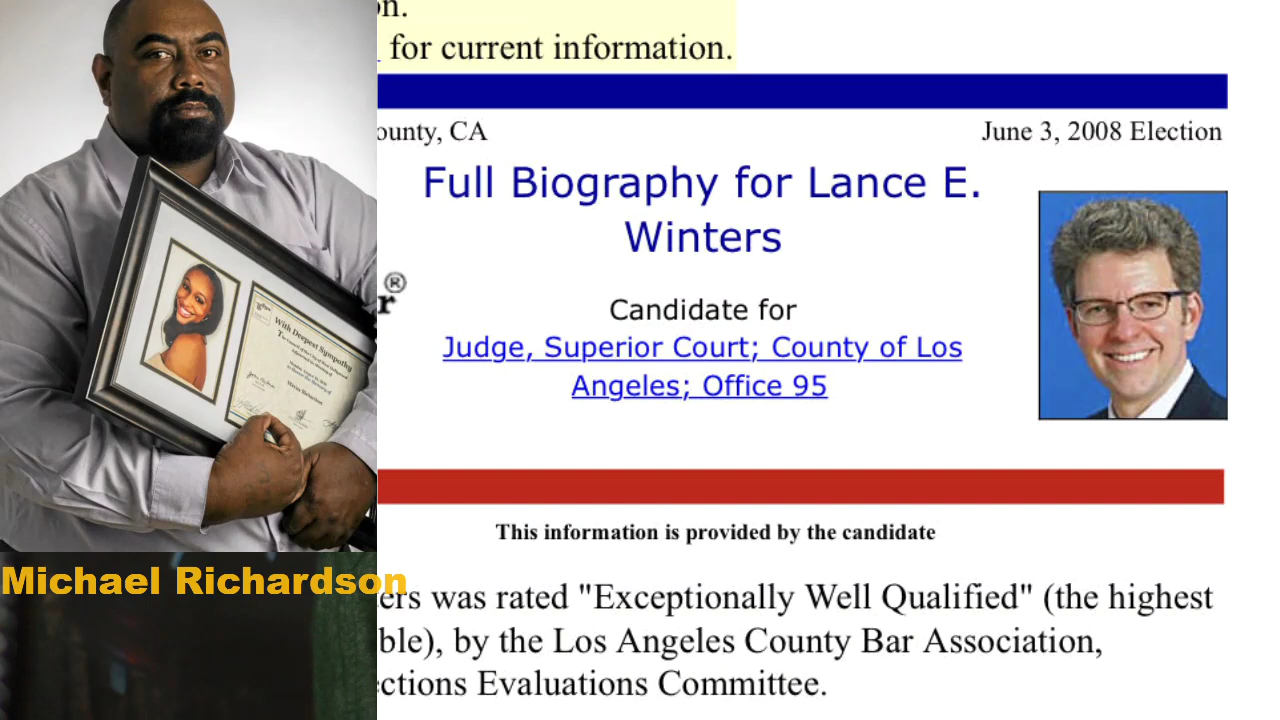 on.
for current information.
ounty, CA
June 3, 2008 Election
Full Biography for Lance E.
Winters
®
r
Candidate for
Judge, Superior Court; County of Los
Angeles; Office 95
With Deepest Sympathy
This information is provided by the candidate
Michael Richardson
ers was rated "Exceptionally Well Qualified" (the highest
ble), by the Los Angeles County Bar Association,
ections Evaluations Committee.